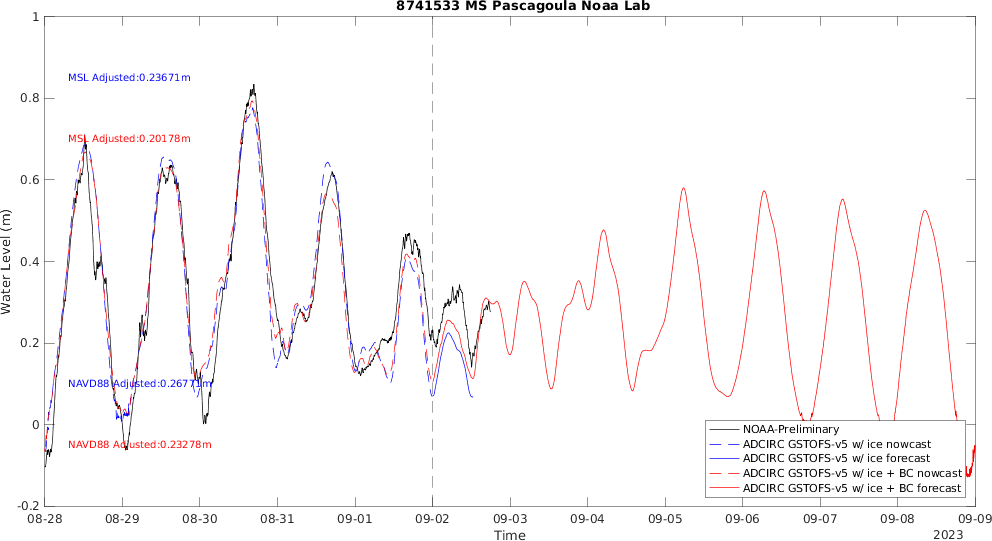 8741533 MS Pascagoula Noaa Lab
1
MSL Adjusted:0.23671m
0.8
MSL Adjusted:0.20178m
0.6
Water Level (m)
0.4
0.2
NAVD88 Adjusted:0.26771m
0
NAVD88 Adjusted:0.23278m
NOAA-Preliminary
ADCIRC GSTOFS-v5 w/ ice nowcast
ADCIRC GSTOFS-v5 w/ ice forecast
ADCIRC GSTOFS-v5 w/ ice + BC nowcast
ADCIRC GSTOFS-v5 w/ ice + BC forecast
-0.2
08-28 08-29 08-30 08-31 09-01 09-02 09-03 09-04 09-05 09-06 09-07 09-08 09-09
Time
2023